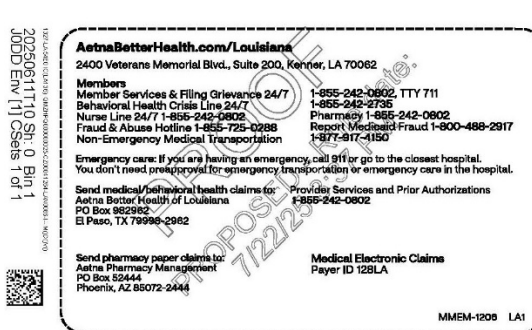 AetnaBetterHealth.com/Louisiana
2400 Veterans Memorial Blvd., Suite 200, Kenner, LA 70062
Members
Member Services & Filing Grievance 24/7 1-855-242-0802, TTY 711
Behavioral Health Crisis Line 24/7 1-855-242-2735
Nurse Line 24/7 1-855-242-0802 Pharmacy 1-855-242-0802
Fraud & Abuse Hotline 1-855-725-0288 Report Medicaid Fraud 1-800-488-2917
Non-Emergency Medical Transportation 1-877-917-4150
Emergency care: If you are having an emergency, call 911 or go to the closest hospital.
You don't need preapproval for emergency transportation or emergency care in the hospital.
Send medical/behavioral health claims to: Provider Services and Prior Authorizations
Aetna Better Health of Louisiana 1-855-242-0802
PO Box 982962
El Paso, TX 79998-2962
Send pharmacy paper claims to: Medical Electronic Claims
Aetna Pharmacy Management Payer ID 128LA
PO Box 52444
Phoenix, AZ 85072-2444
MMEM-1206 LA1
PROOF
PROPOSED
7/22/25
20250611T10 Sh: 0 Bin 1
J0DD Env [1] CSets 1 of 1